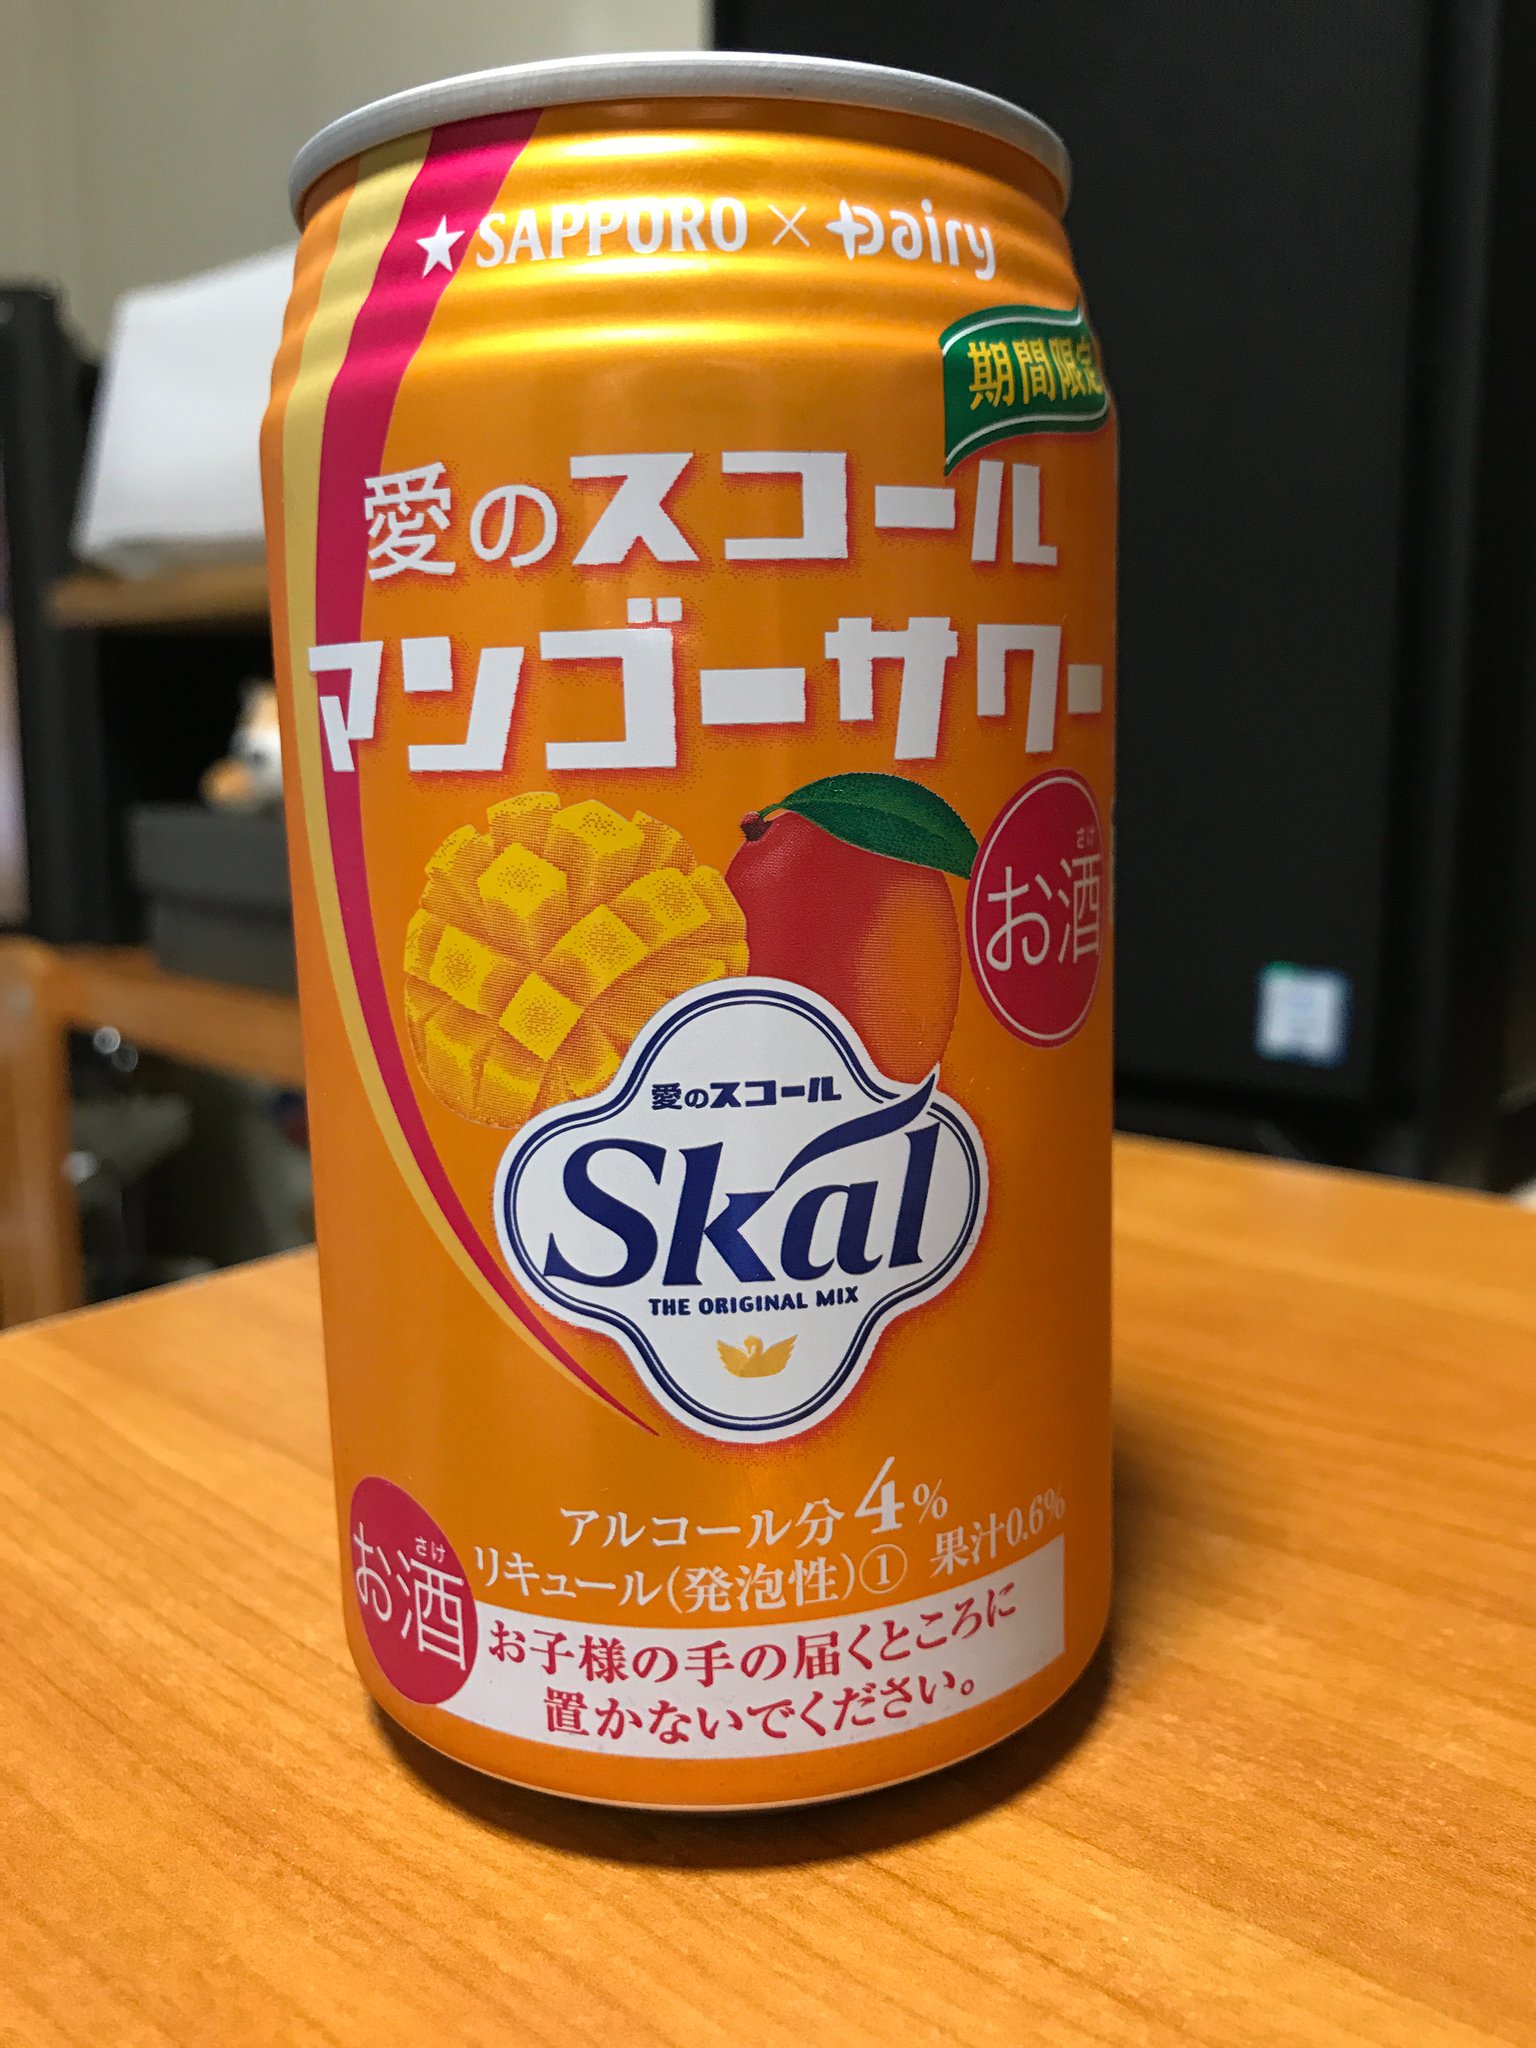 ★SAPPORO × Dairy
期間限定
愛のスコール
マンゴーサワー
さけ
お酒
愛のスコール
Skal
THE ORIGINAL MIX
アルコール分4%
リキュール(発泡性)① 果汁0.6%
さけ
お酒
お子様の手の届くところに
置かないでください。